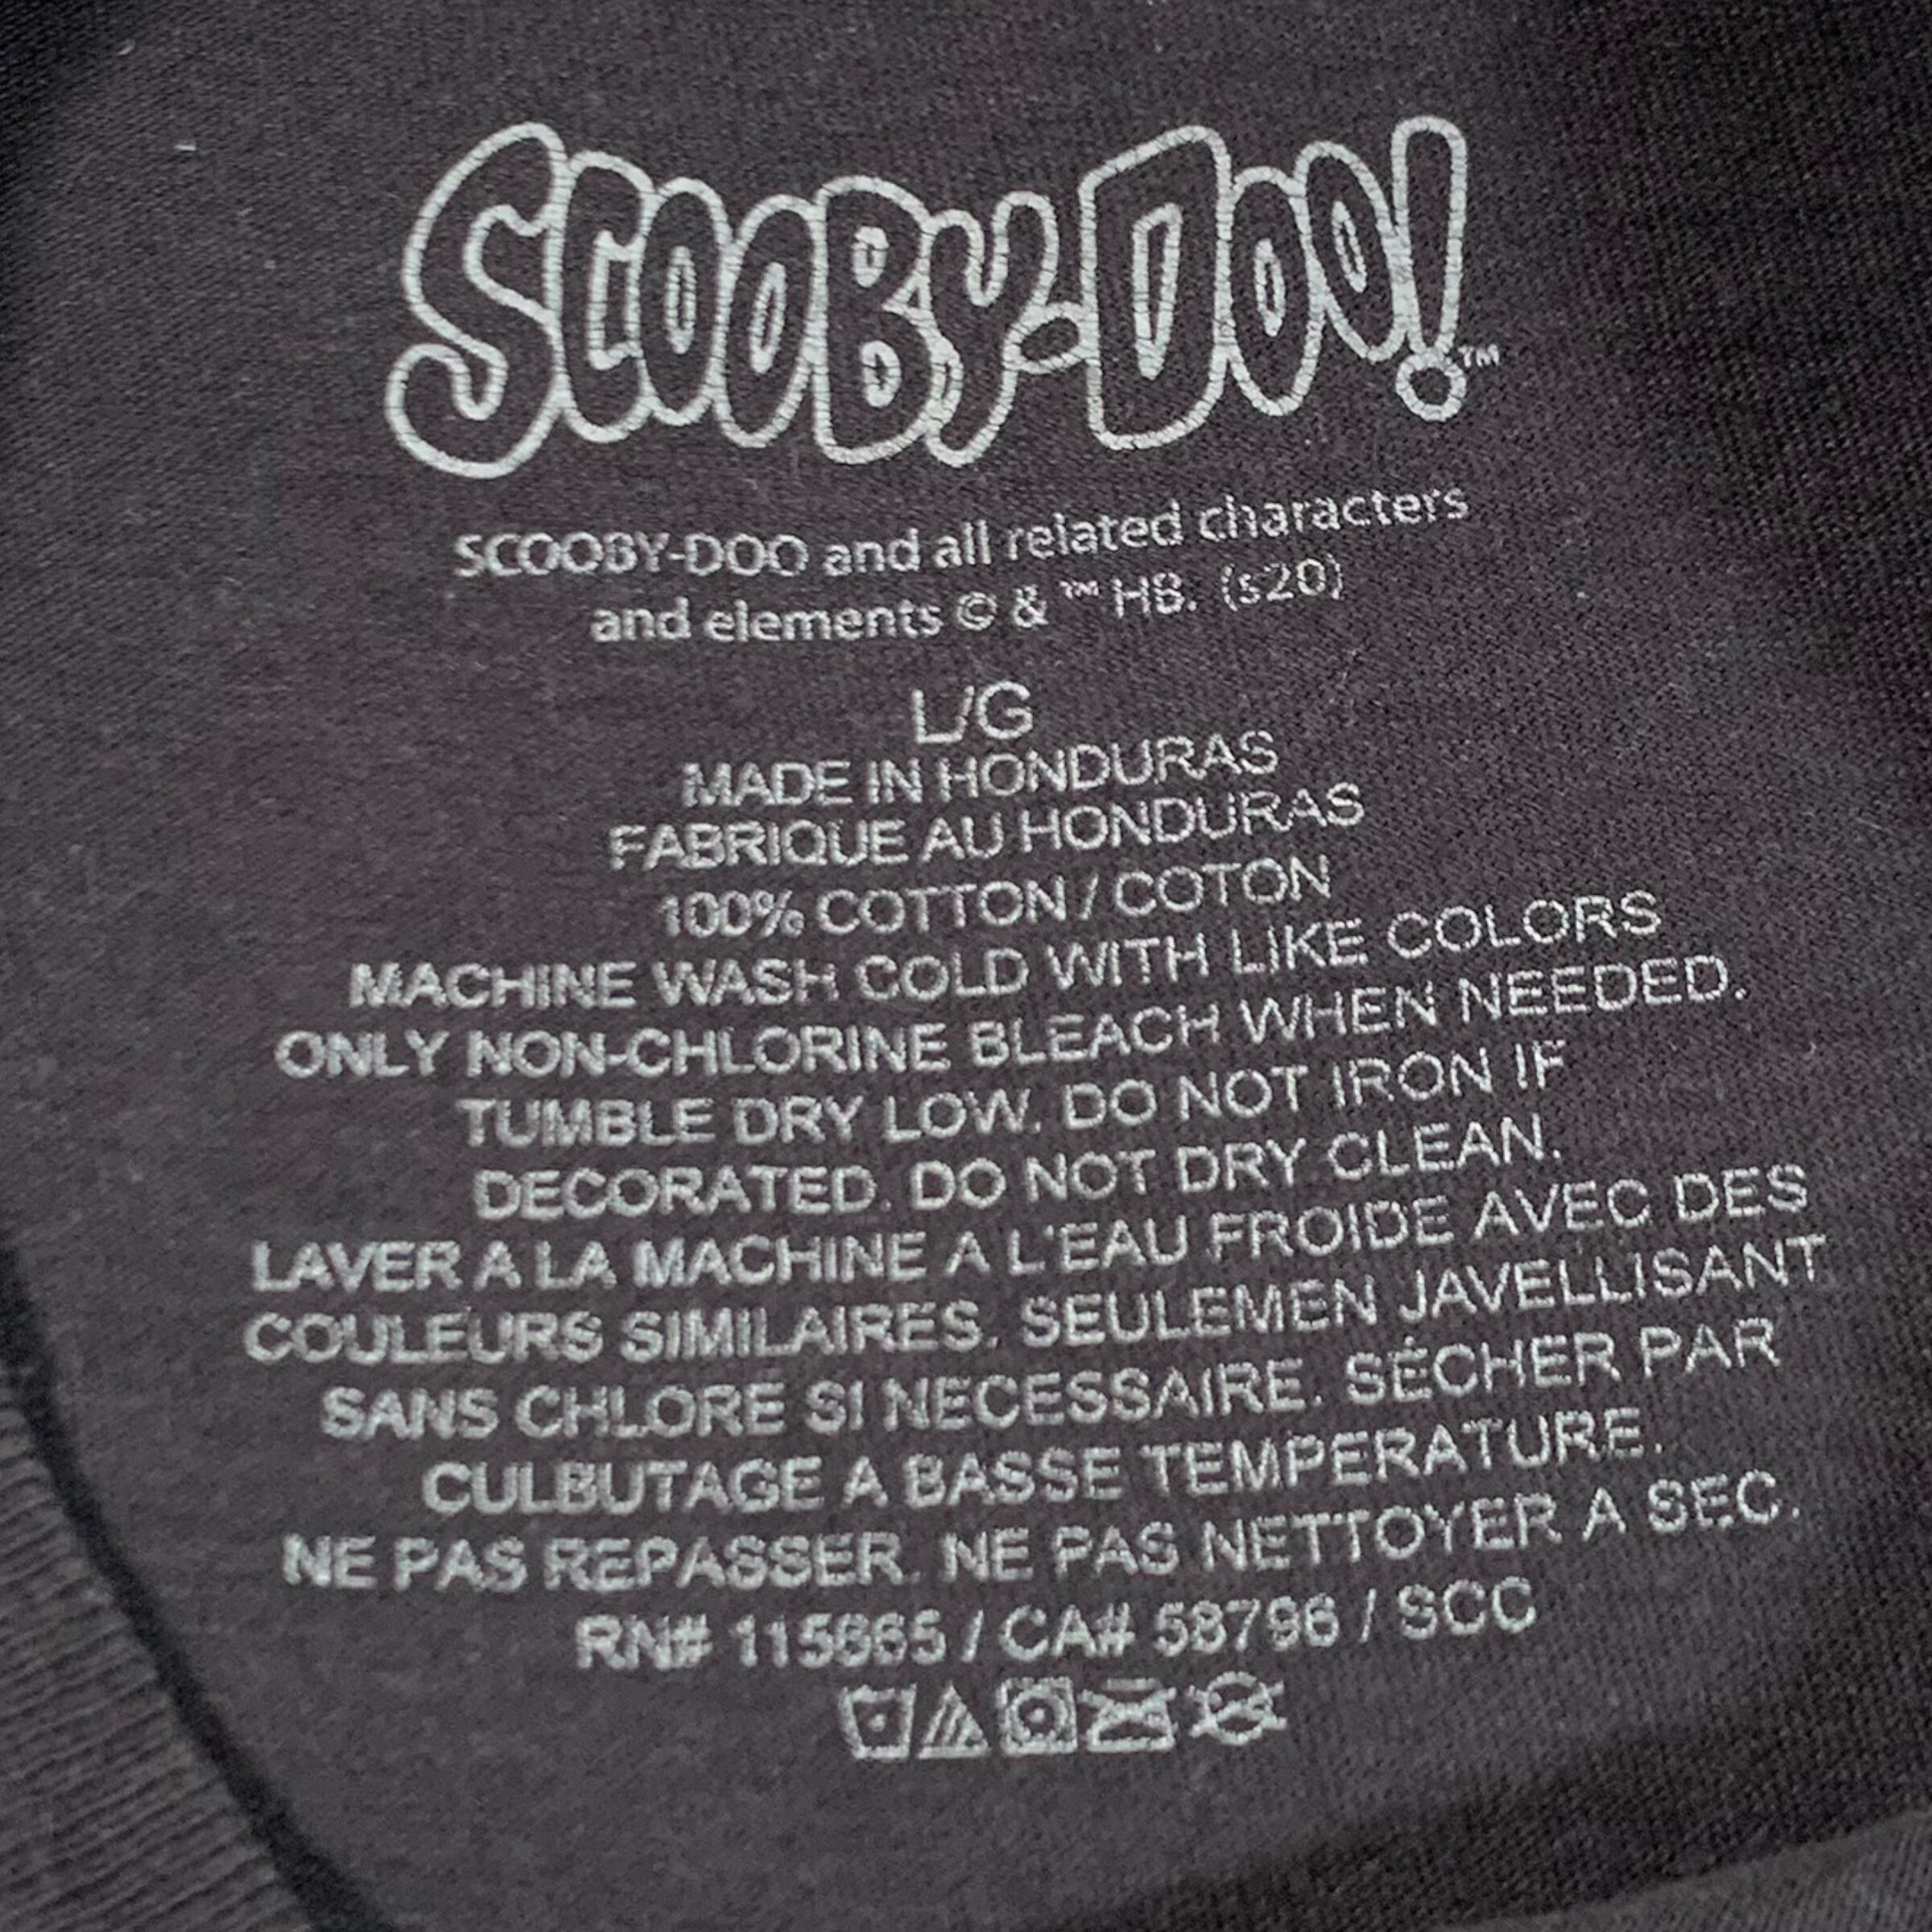 SCOOBY-DOO! ™
SCOOBY-DOO and all related characters
and elements © & ™ HB. (s20)
L/G
MADE IN HONDURAS
FABRIQUE AU HONDURAS
100% COTTON / COTON
MACHINE WASH COLD WITH LIKE COLORS
ONLY NON-CHLORINE BLEACH WHEN NEEDED.
TUMBLE DRY LOW. DO NOT IRON IF
DECORATED. DO NOT DRY CLEAN.
LAVER A LA MACHINE A L'EAU FROIDE AVEC DES
COULEURS SIMILAIRES. SEULEMEN JAVELLISANT
SANS CHLORE SI NECESSAIRE. SÉCHER PAR
CULBUTAGE A BASSE TEMPERATURE.
NE PAS REPASSER. NE PAS NETTOYER A SEC.
RN# / CA# 58796 / SCC